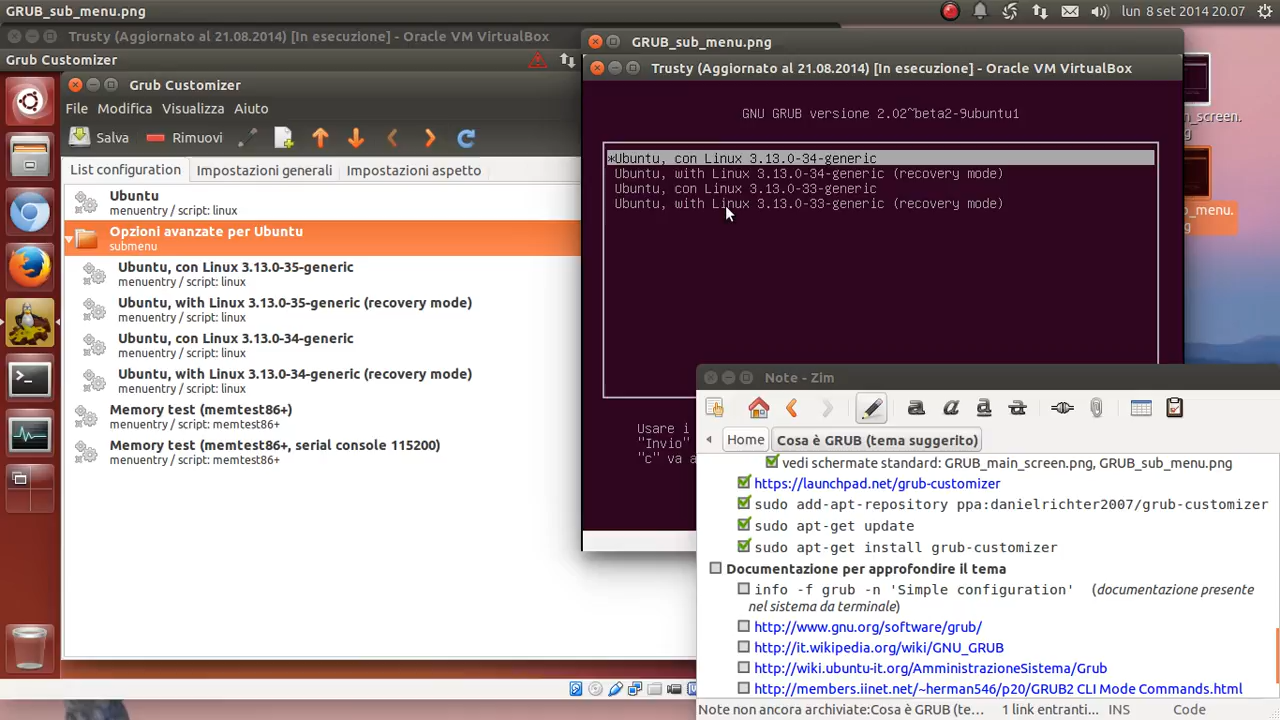 GRUB_sub_menu.png
lun 8 set 2014 20.07
Trusty (Aggiornato al 21.08.2014) [In esecuzione] - Oracle VM VirtualBox
Grub Customizer
Grub Customizer
File Modifica Visualizza Aiuto
Salva Rimuovi
List configuration Impostazioni generali Impostazioni aspetto
Ubuntu
menuentry / script: linux
Opzioni avanzate per Ubuntu
submenu
Ubuntu, con Linux 3.13.0-35-generic
menuentry / script: linux
Ubuntu, with Linux 3.13.0-35-generic (recovery mode)
menuentry / script: linux
Ubuntu, con Linux 3.13.0-34-generic
menuentry / script: linux
Ubuntu, with Linux 3.13.0-34-generic (recovery mode)
menuentry / script: linux
Memory test (memtest86+)
menuentry / script: memtest86+
Memory test (memtest86+, serial console 115200)
menuentry / script: memtest86+
GRUB_sub_menu.png
Trusty (Aggiornato al 21.08.2014) [In esecuzione] - Oracle VM VirtualBox
GNU GRUB versione 2.02~beta2-9ubuntu1
*Ubuntu, con Linux 3.13.0-34-generic
Ubuntu, with Linux 3.13.0-34-generic (recovery mode)
Ubuntu, con Linux 3.13.0-33-generic
Ubuntu, with Linux 3.13.0-33-generic (recovery mode)
Usare i
"Invio"
"c" va a
Note - Zim
Home Cosa è GRUB (tema suggerito)
vedi schermate standard: GRUB_main_screen.png, GRUB_sub_menu.png
https://launchpad.net/grub-customizer
sudo add-apt-repository ppa:danielrichter2007/grub-customizer
sudo apt-get update
sudo apt-get install grub-customizer
Documentazione per approfondire il tema
info -f grub -n 'Simple configuration' (documentazione presente
nel sistema da terminale)
http://www.gnu.org/software/grub/
http://it.wikipedia.org/wiki/GNU_GRUB
http://wiki.ubuntu-it.org/AmministrazioneSistema/Grub
http://members.iinet.net/~herman546/p20/GRUB2 CLI Mode Commands.html
Note non ancora archiviate:Cosa è GRUB (te... 1 link entranti... INS Code
n_screen.
png
b_menu.
ng